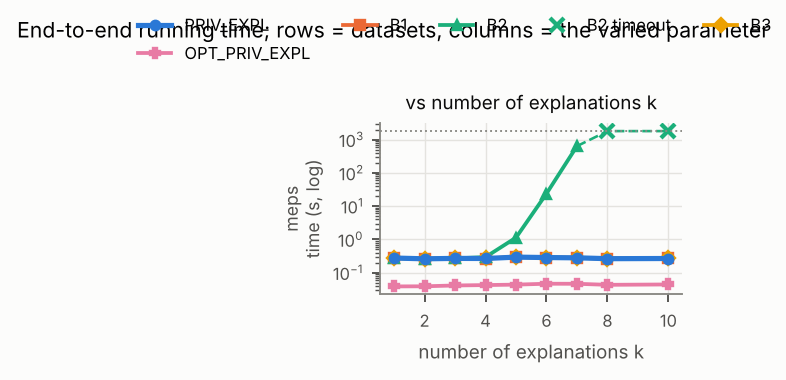 End-to-end running time; rows = datasets, columns = the varied parameter
PRIV_EXPL B1 B2 B2 timeout B3
OPT_PRIV_EXPL
vs number of explanations k
meps
time (s, log)
10³
10²
10¹
10⁰
10⁻¹
2 4 6 8 10
number of explanations k